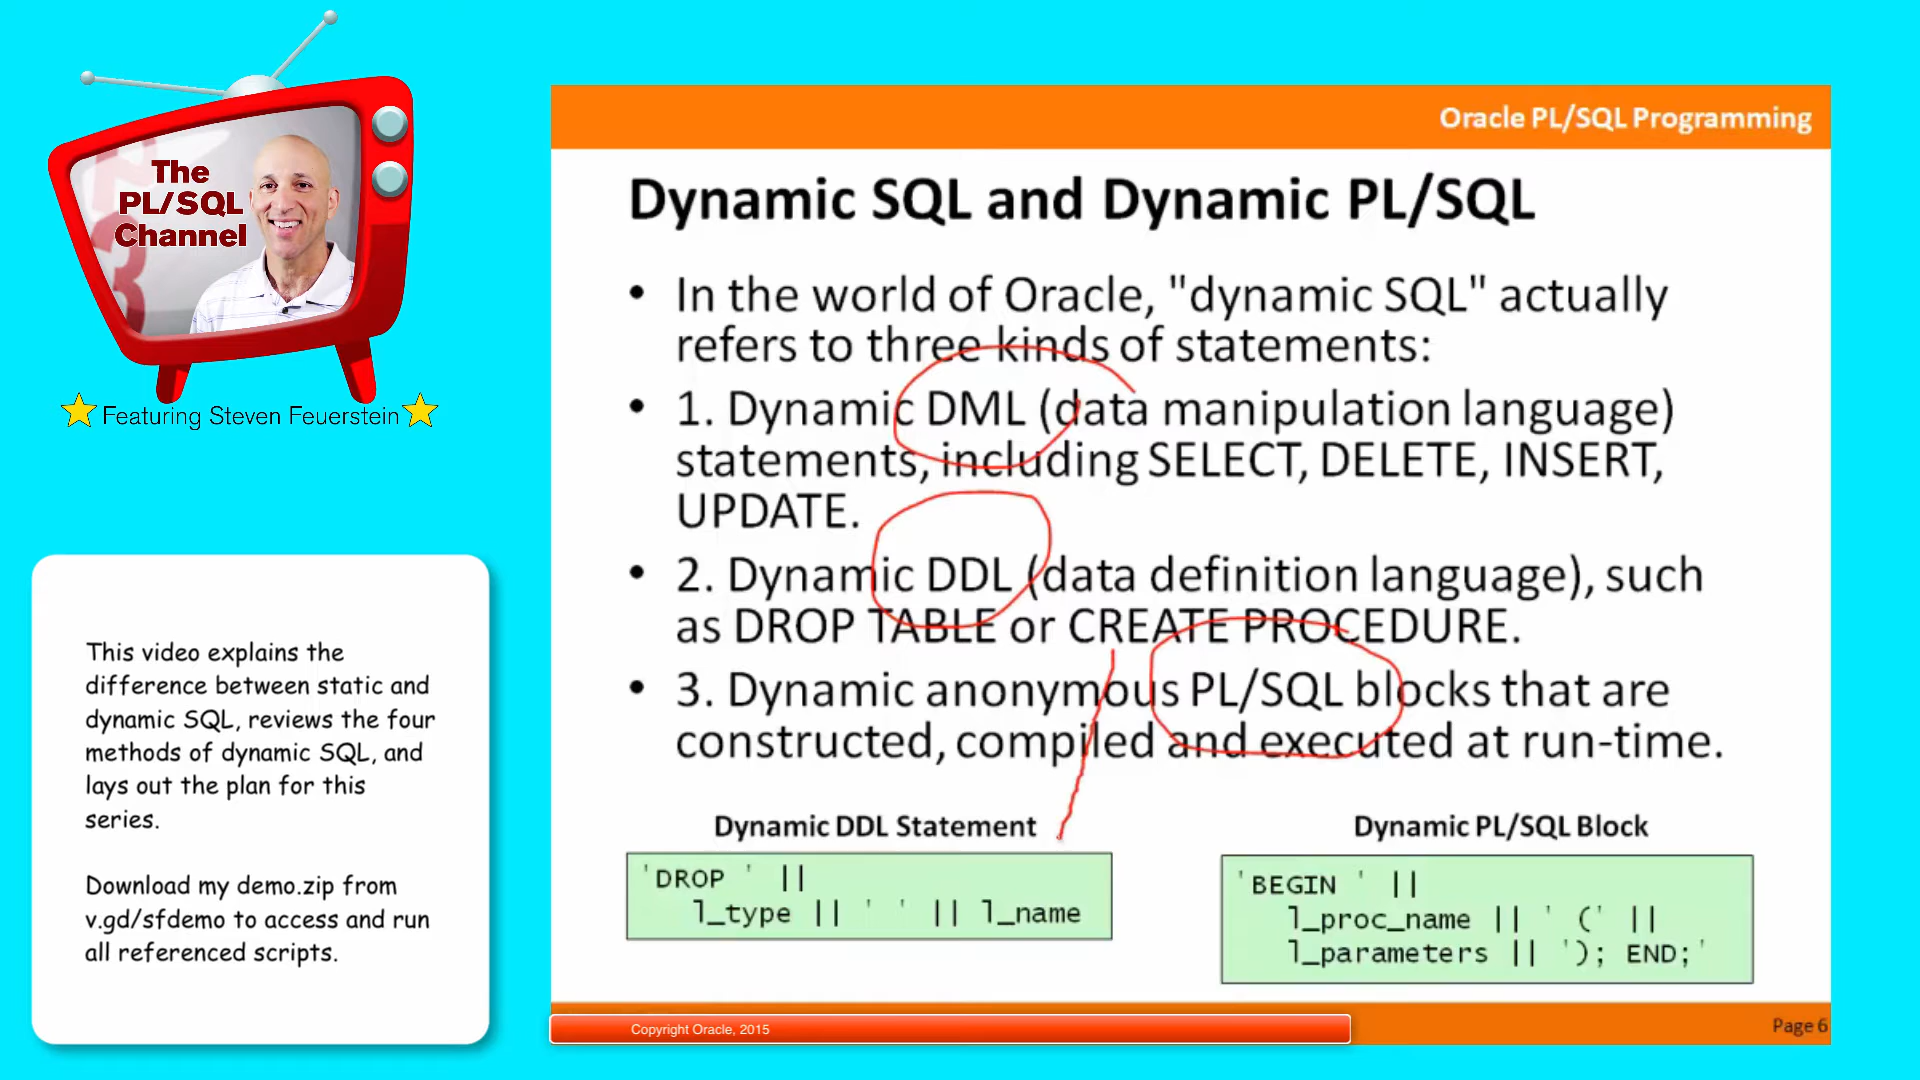 The
PL/SQL
Channel
Featuring Steven Feuerstein
This video explains the
difference between static and
dynamic SQL, reviews the four
methods of dynamic SQL, and
lays out the plan for this
series.
Download my demo.zip from
v.gd/sfdemo to access and run
all referenced scripts.
Oracle PL/SQL Programming
Dynamic SQL and Dynamic PL/SQL
• In the world of Oracle, "dynamic SQL" actually
refers to three kinds of statements:
• 1. Dynamic DML (data manipulation language)
statements, including SELECT, DELETE, INSERT,
UPDATE.
• 2. Dynamic DDL (data definition language), such
as DROP TABLE or CREATE PROCEDURE.
• 3. Dynamic anonymous PL/SQL blocks that are
constructed, compiled and executed at run-time.
Dynamic DDL Statement
'DROP ' ||
l_type || ' ' || l_name
Dynamic PL/SQL Block
'BEGIN ' ||
l_proc_name || ' (' ||
l_parameters || '); END;'
Copyright Oracle, 2015
Page 6